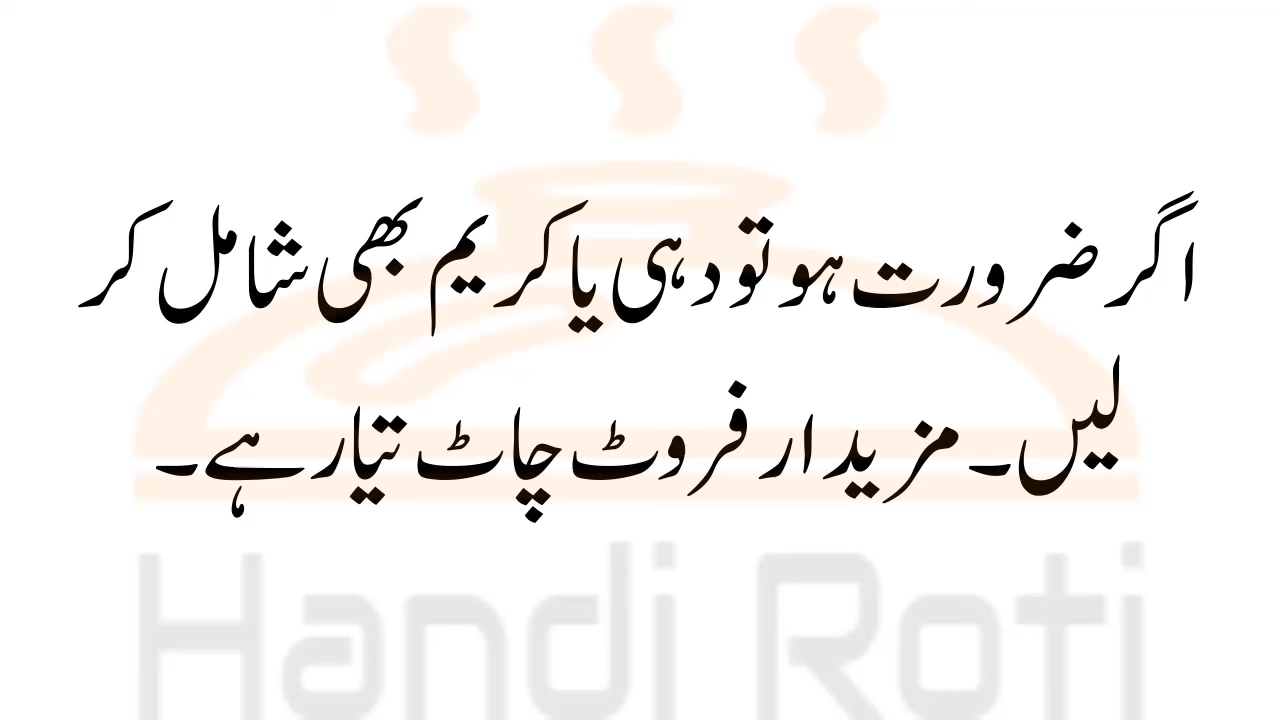 اگر ضرورت ہو تو دہی یا کریم بھی شامل کر
لیں۔ مزیدار فروٹ چاٹ تیار ہے۔
Handi Roti